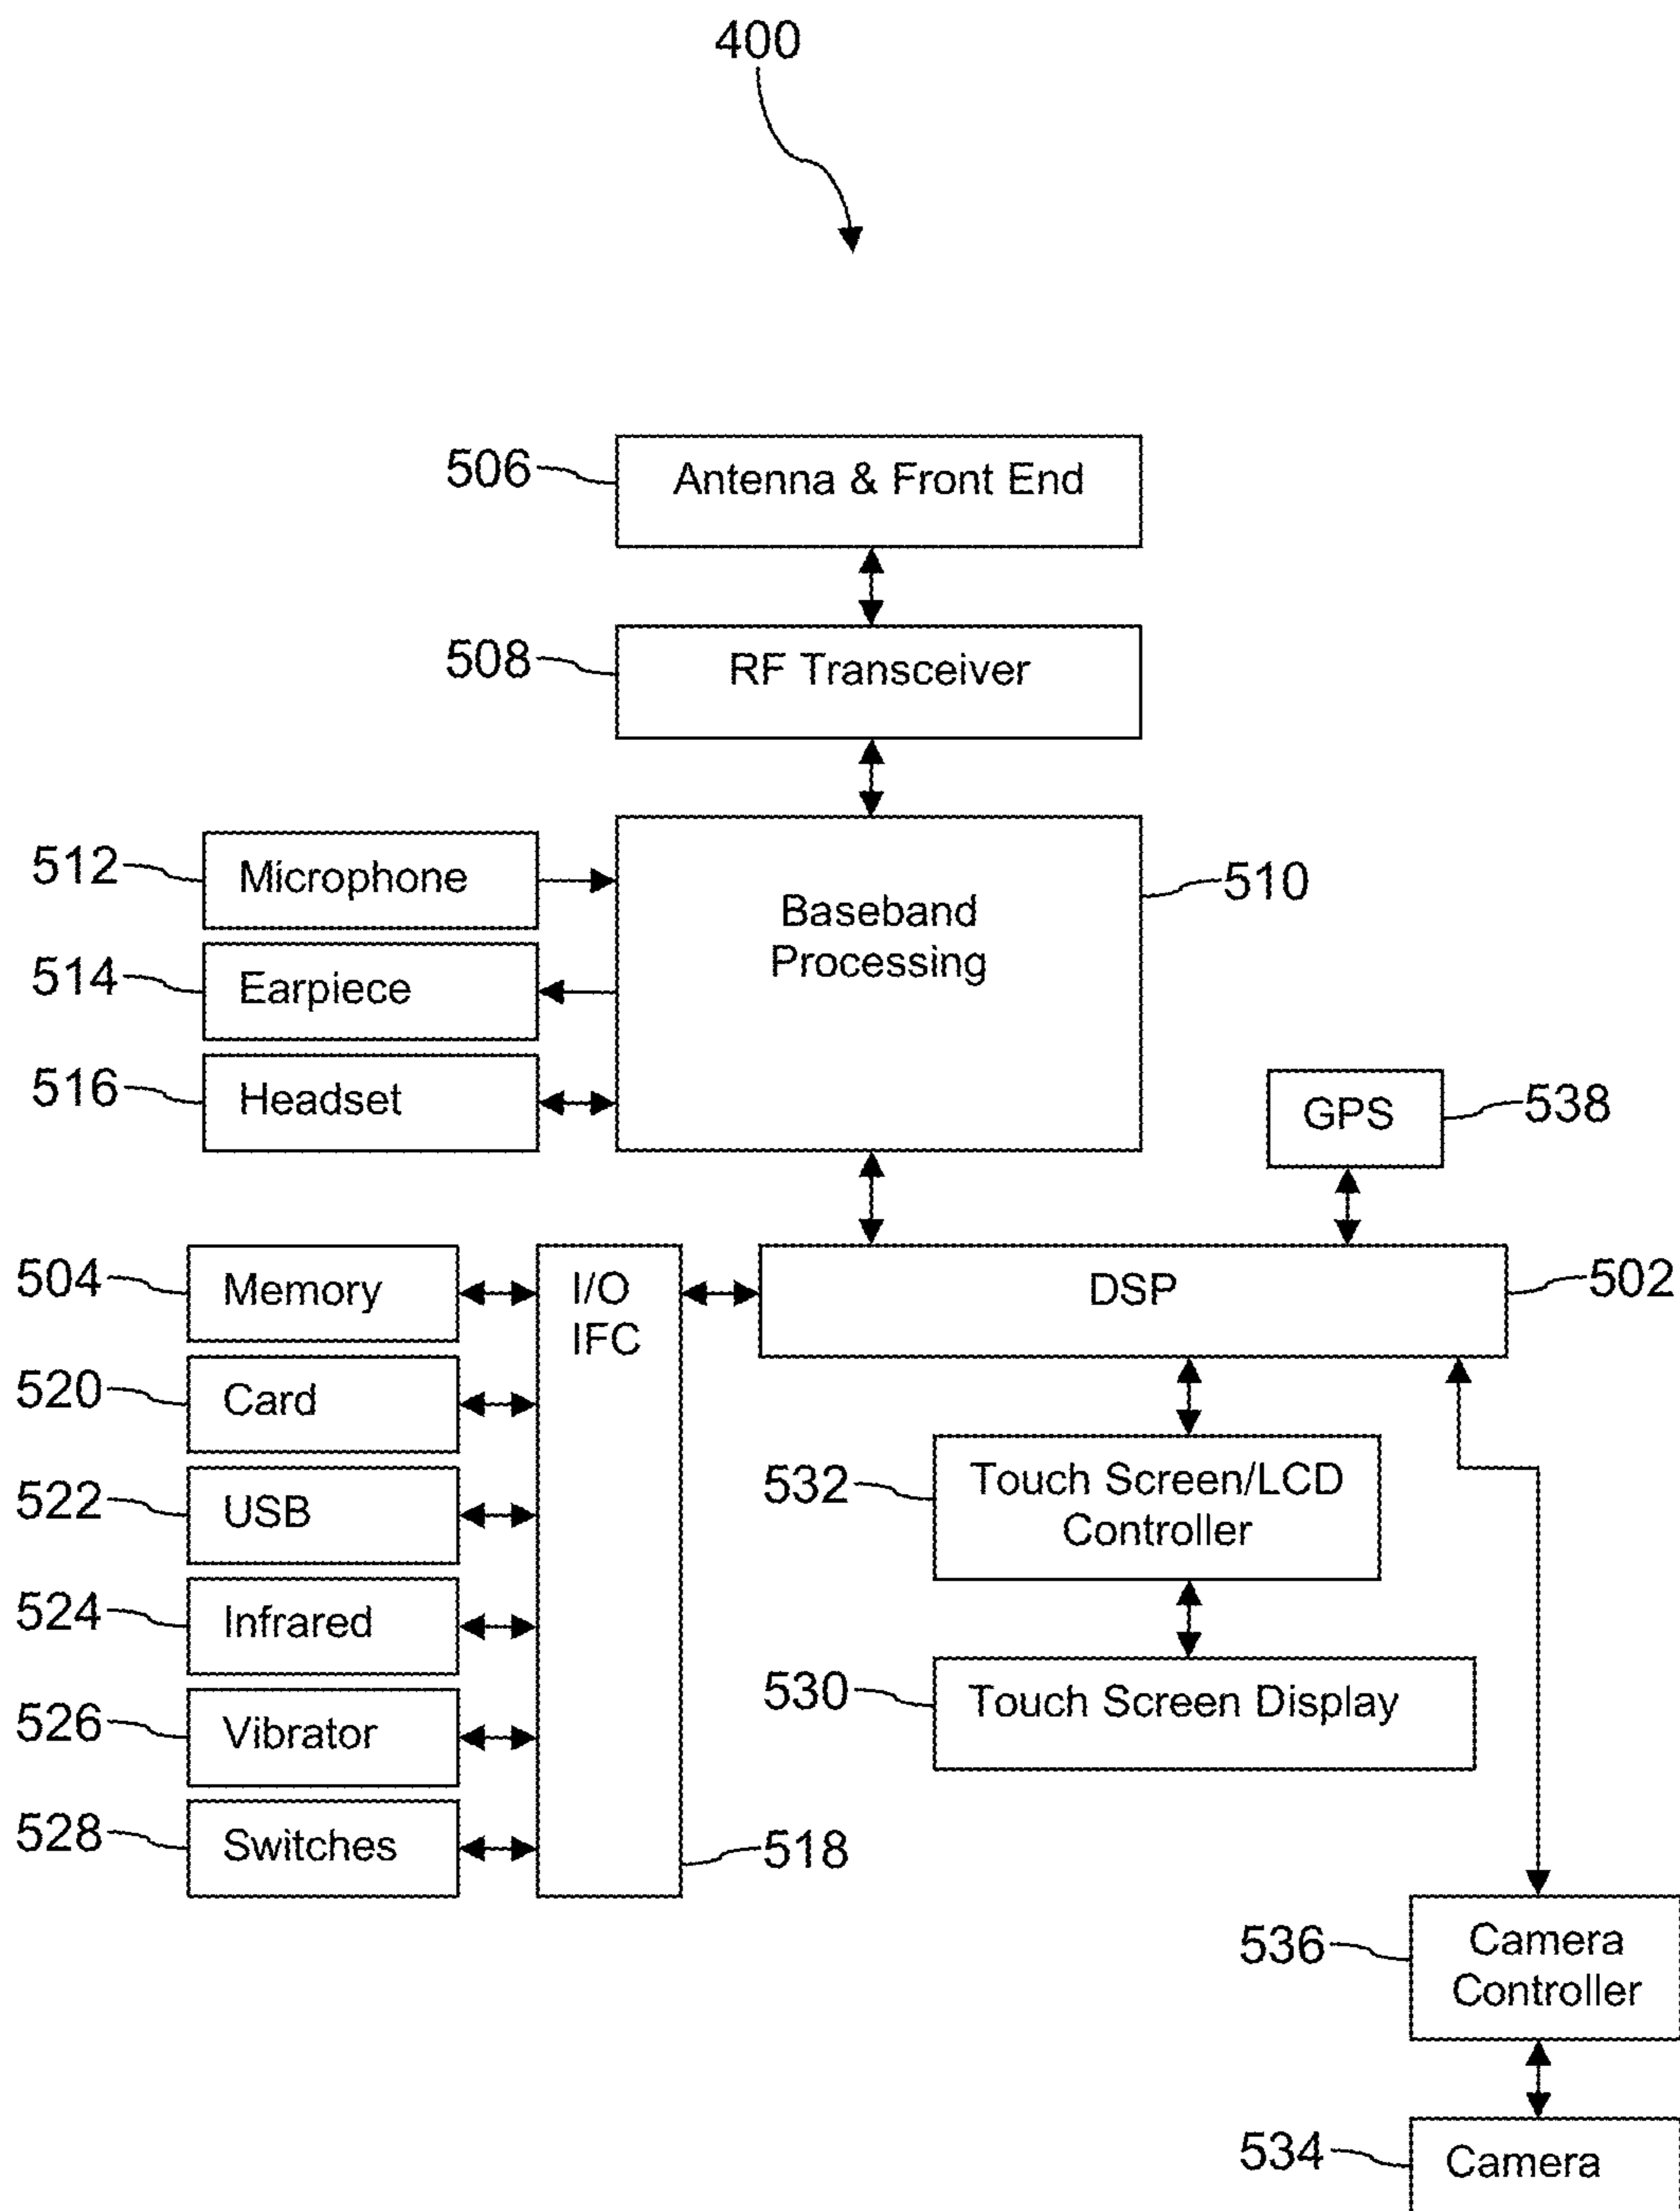 400
506
Antenna & Front End
508
RF Transceiver
512
Microphone
Baseband
Processing
510
514
Earpiece
516
Headset
GPS
538
504
Memory
I/O
IFC
DSP
502
520
Card
522
USB
532
Touch Screen/LCD
Controller
524
Infrared
530
Touch Screen Display
526
Vibrator
528
Switches
518
536
Camera
Controller
534
Camera